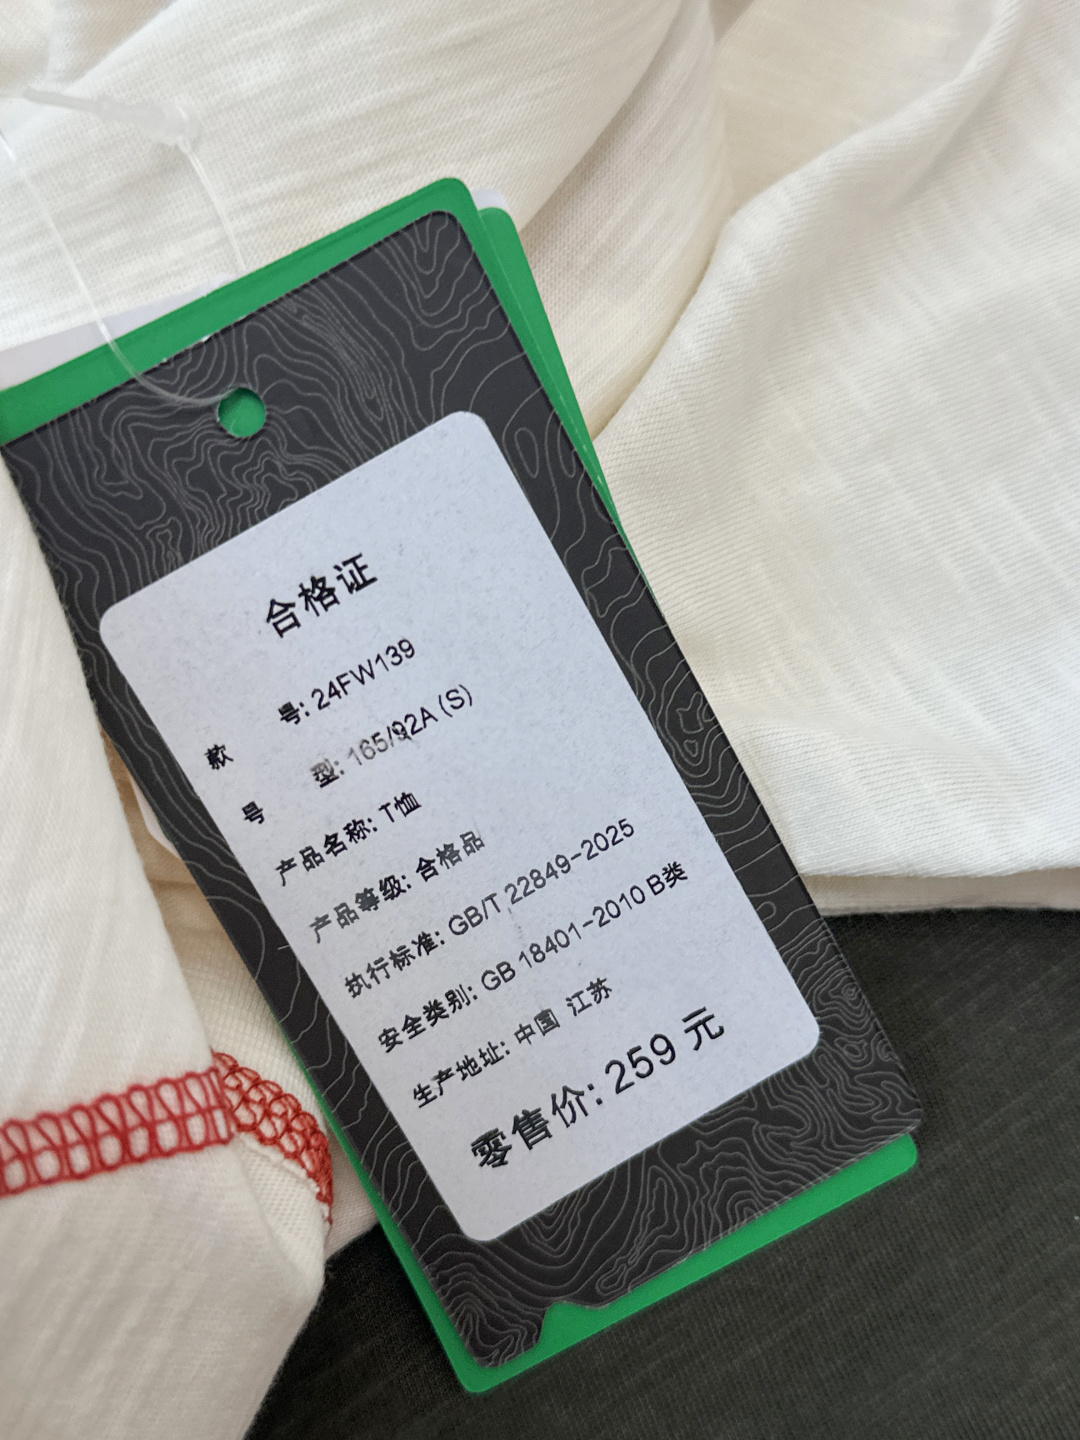 合格证
款 号: 24FW139
号 型: 165/92A (S)
产品名称: T恤
产品等级: 合格品
执行标准: GB/T 22849-2025
安全类别: GB 18401-2010 B类
生产地址: 中国 江苏
零售价: 259 元